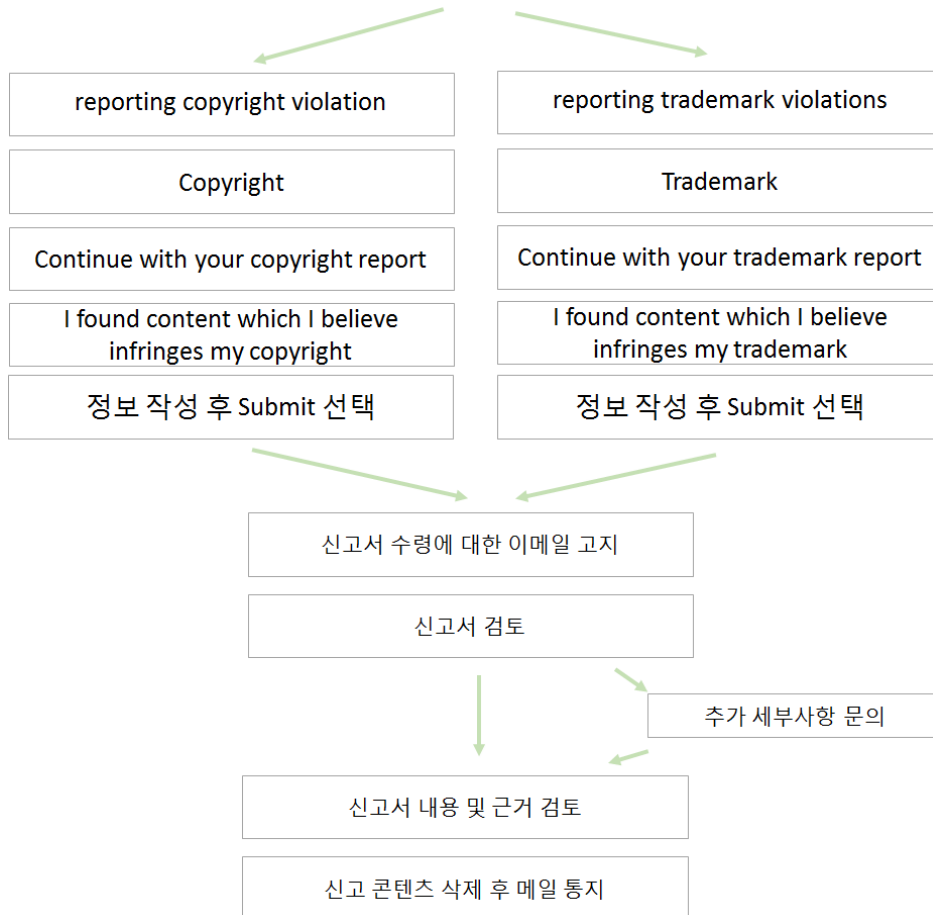 reporting copyright violation
Copyright
Continue with your copyright report
I found content which I believe
infringes my copyright
정보 작성 후 Submit 선택
reporting trademark violations
Trademark
Continue with your trademark report
I found content which I believe
infringes my trademark
정보 작성 후 Submit 선택
신고서 수령에 대한 이메일 고지
신고서 검토
추가 세부사항 문의
신고서 내용 및 근거 검토
신고 콘텐츠 삭제 후 메일 통지